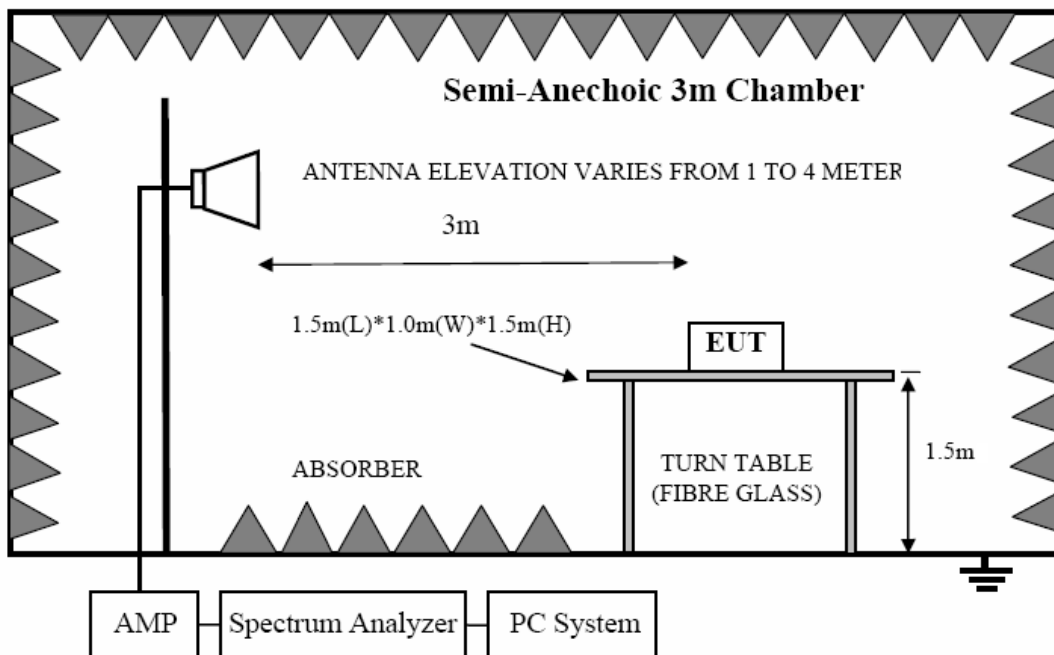 Semi-Anechoic 3m Chamber
ANTENNA ELEVATION VARIES FROM 1 TO 4 METER
3m
1.5m(L)*1.0m(W)*1.5m(H)
EUT
1.5m
ABSORBER
TURN TABLE
(FIBRE GLASS)
AMP
Spectrum Analyzer
PC System